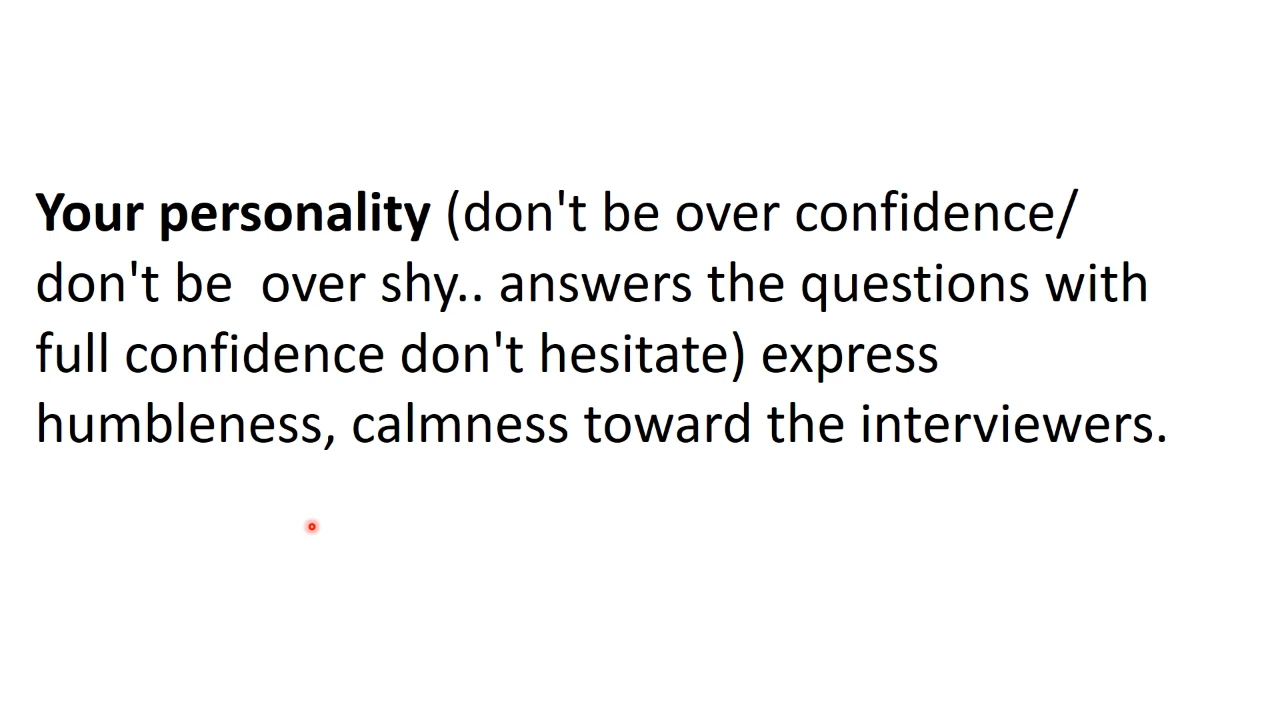 Your personality (don't be over confidence/
don't be  over shy.. answers the questions with
full confidence don't hesitate) express
humbleness, calmness toward the interviewers.